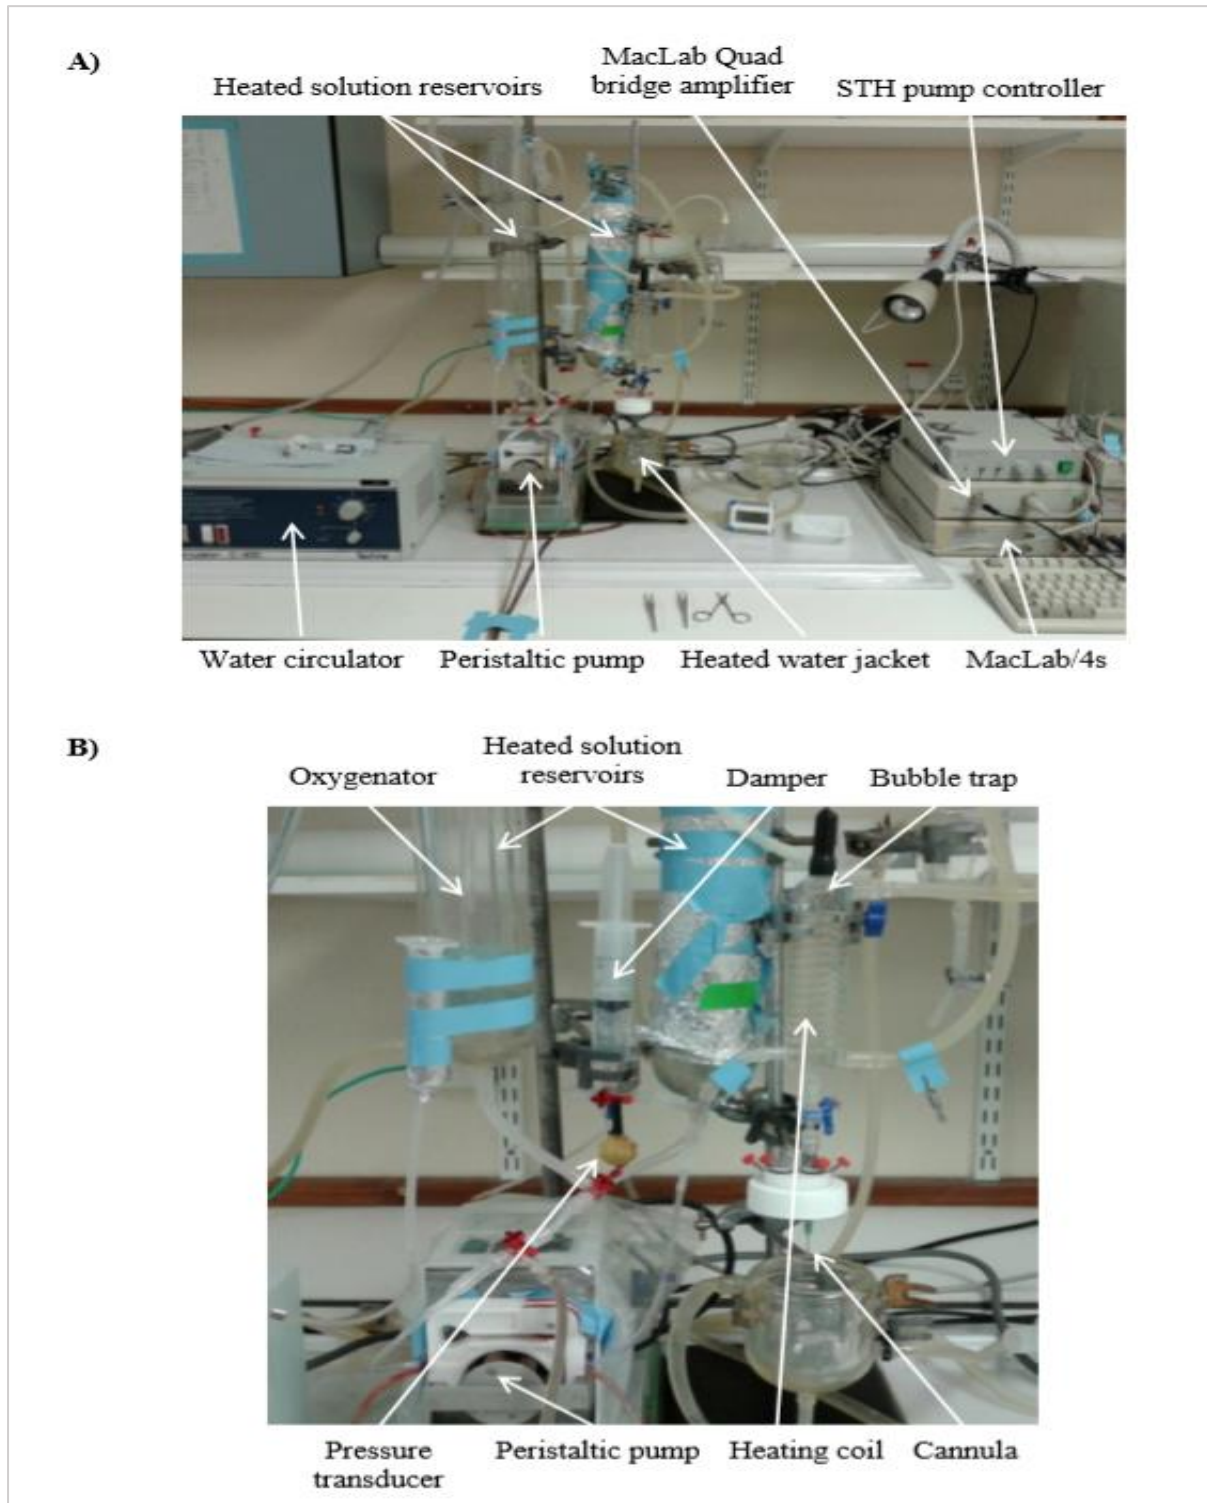 A)
Heated solution reservoirs
MacLab Quad
bridge amplifier
STH pump controller
Water circulator
Peristaltic pump
Heated water jacket
MacLab/4s
B)
Oxygenator
Heated solution
reservoirs
Damper
Bubble trap
Pressure
transducer
Peristaltic pump
Heating coil
Cannula